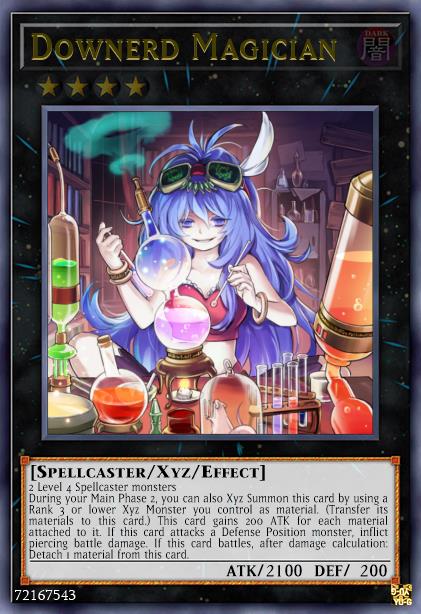 DOWNERD MAGICIAN
DARK
闇
[SPELLCASTER/XYZ/EFFECT]
2 Level 4 Spellcaster monsters
During your Main Phase 2, you can also Xyz Summon this card by using a
Rank 3 or lower Xyz Monster you control as material. (Transfer its
materials to this card.) This card gains 200 ATK for each material
attached to it. If this card attacks a Defense Position monster, inflict
piercing battle damage. If this card battles, after damage calculation:
Detach 1 material from this card.
ATK/2100 DEF/ 200
72167543